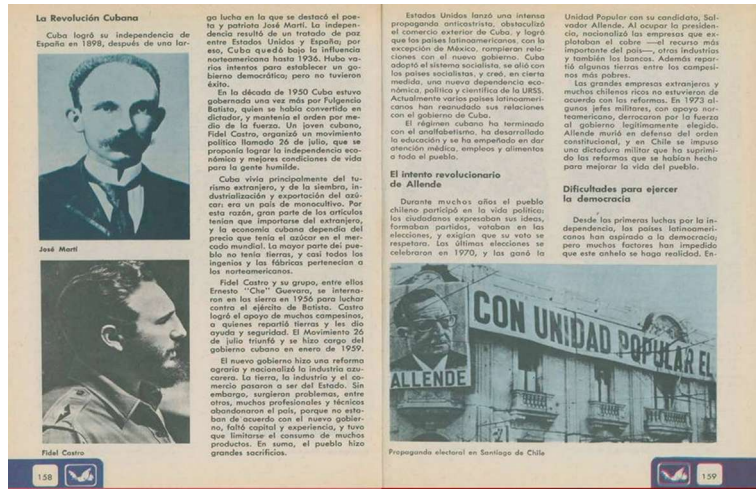 La Revolución Cubana
Cuba logró su independencia de
España en 1898, después de una lar-
José Martí
Fidel Castro
ga lucha en la que se destacó el poe-
ta y patriota José Martí. La indepen-
dencia resultó de un tratado de paz
entre Estados Unidos y España; por
eso, Cuba quedó bajo la influencia
norteamericana hasta 1936. Hubo va-
rios intentos para establecer un go-
bierno democrático; pero no tuvieron
éxito.
En la década de 1950 Cuba estuvo
gobernada una vez más por Fulgencio
Batista, quien se había convertido en
dictador, y mantenía el orden por me-
dio de la fuerza. Un joven cubano,
Fidel Castro, organizó un movimiento
político llamado 26 de julio, que se
proponía lograr la independencia eco-
nómica y mejores condiciones de vida
para la gente humilde.
Cuba vivía principalmente del tu-
rismo extranjero, y de la siembra, in-
dustrialización y exportación del azú-
car: era un país de monocultivo. Por
esta razón, gran parte de los artículos
tenían que importarse del extranjero,
y la economía cubana dependía del
precio que tenía el azúcar en el mer-
cado mundial. La mayor parte del pue-
blo no tenía tierras, y casi todos los
ingenios y las fábricas pertenecían a
los norteamericanos.
Fidel Castro y su grupo, entre ellos
Ernesto "Che" Guevara, se interna-
ron en las sierra en 1956 para luchar
contra el ejército de Batista. Castro
logró el apoyo de muchos campesinos,
a quienes repartió tierras y les dio
ayuda y seguridad. El Movimiento 26
de julio triunfó y se hizo cargo del
gobierno cubano en enero de 1959.
El nuevo gobierno hizo una reforma
agraria y nacionalizó la industria azu-
carera. La tierra, la industria y el co-
mercio pasaron a ser del Estado. Sin
embargo, surgieron problemas, entre
otros, muchos profesionales y técnicos
abandonaron el país, porque no esta-
ban de acuerdo con el nuevo gobier-
no, faltó capital y experiencia, y tuvo
que limitarse el consumo de muchos
productos. En suma, el pueblo hizo
grandes sacrificios.
158
Estados Unidos lanzó una intensa
propaganda anticastrista, obstaculizó
el comercio exterior de Cuba, y logró
que los países latinoamericanos, con la
excepción de México, rompieran rela-
ciones con el nuevo gobierno. Cuba
adoptó el sistema socialista, se alió con
los países socialistas, y creó, en cierta
medida, una nueva dependencia eco-
nómica, política y científica de la URSS.
Actualmente varios países latinoameri-
canos han reanudado sus relaciones
con el gobierno de Cuba.
El régimen cubano ha terminado
con el analfabetismo, ha desarrollado
la educación y se ha empeñado en dar
atención médica, empleos y alimentos
a todo el pueblo.
El intento revolucionario
de Allende
Durante muchos años el pueblo
chileno participó en la vida política:
los ciudadanos expresaban sus ideas,
formaban partidos, votaban en las
elecciones, y exigían que su voto se
respetara. Las últimas elecciones se
celebraron en 1970, y las ganó la
Unidad Popular con su candidato, Sal-
vador Allende. Al ocupar la presiden-
cia, nacionalizó las empresas que ex-
plotaban el cobre —el recurso más
importante del país—, otras industrias
y también los bancos. Además repar-
tió algunas tierras entre los campesi-
nos más pobres.
Las grandes empresas extranjeras y
muchos chilenos ricos no estuvieron de
acuerdo con las reformas. En 1973 al-
gunos jefes militares, con apoyo nor-
teamericano, derrocaron por la fuerza
al gobierno legítimamente elegido.
Allende murió en defensa del orden
constitucional, y en Chile se impuso
una dictadura militar que ha suprimi-
do las reformas que se habían hecho
para mejorar la vida del pueblo.
Dificultades para ejercer
la democracia
Desde las primeras luchas por la in-
dependencia, los países latinoameri-
canos han aspirado a la democracia;
pero muchos factores han impedido
que este anhelo se haga realidad. En-
CON UNIDAD POPULAR EL
ALLENDE
Propaganda electoral en Santiago de Chile
159